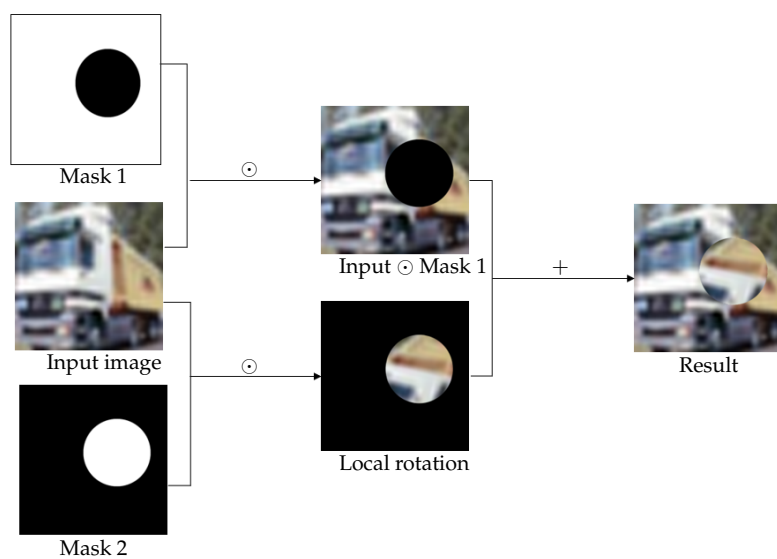 Mask 1
⊙
Input image
Input ⊙ Mask 1
+
⊙
Result
Local rotation
Mask 2